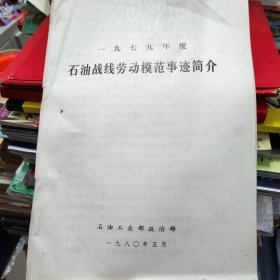 一九七九年度
石油战线劳动模范事迹简介
石油工业部政治部
一九八〇年五月